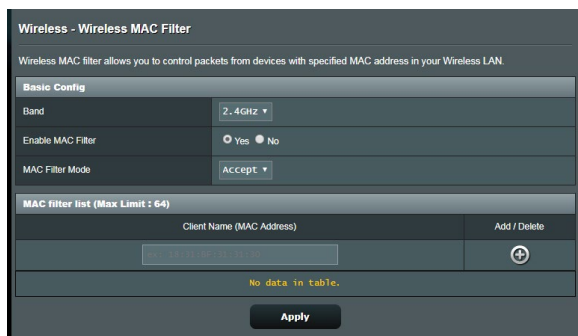 Wireless - Wireless MAC Filter
Wireless MAC filter allows you to control packets from devices with specified MAC address in your Wireless LAN.
Basic Config
Band 2.4GHz
Enable MAC Filter Yes No
MAC Filter Mode Accept
MAC filter list (Max Limit : 64)
Client Name (MAC Address) Add / Delete
No data in table.
Apply